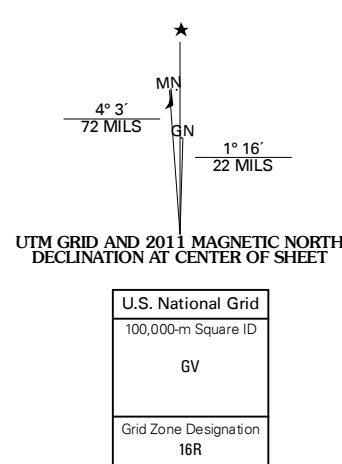 MN
4° 3´
72 MILS
GN
1° 16´
22 MILS
UTM GRID AND 2011 MAGNETIC NORTH
DECLINATION AT CENTER OF SHEET
U.S. National Grid
100,000-m Square ID
GV
Grid Zone Designation
16R